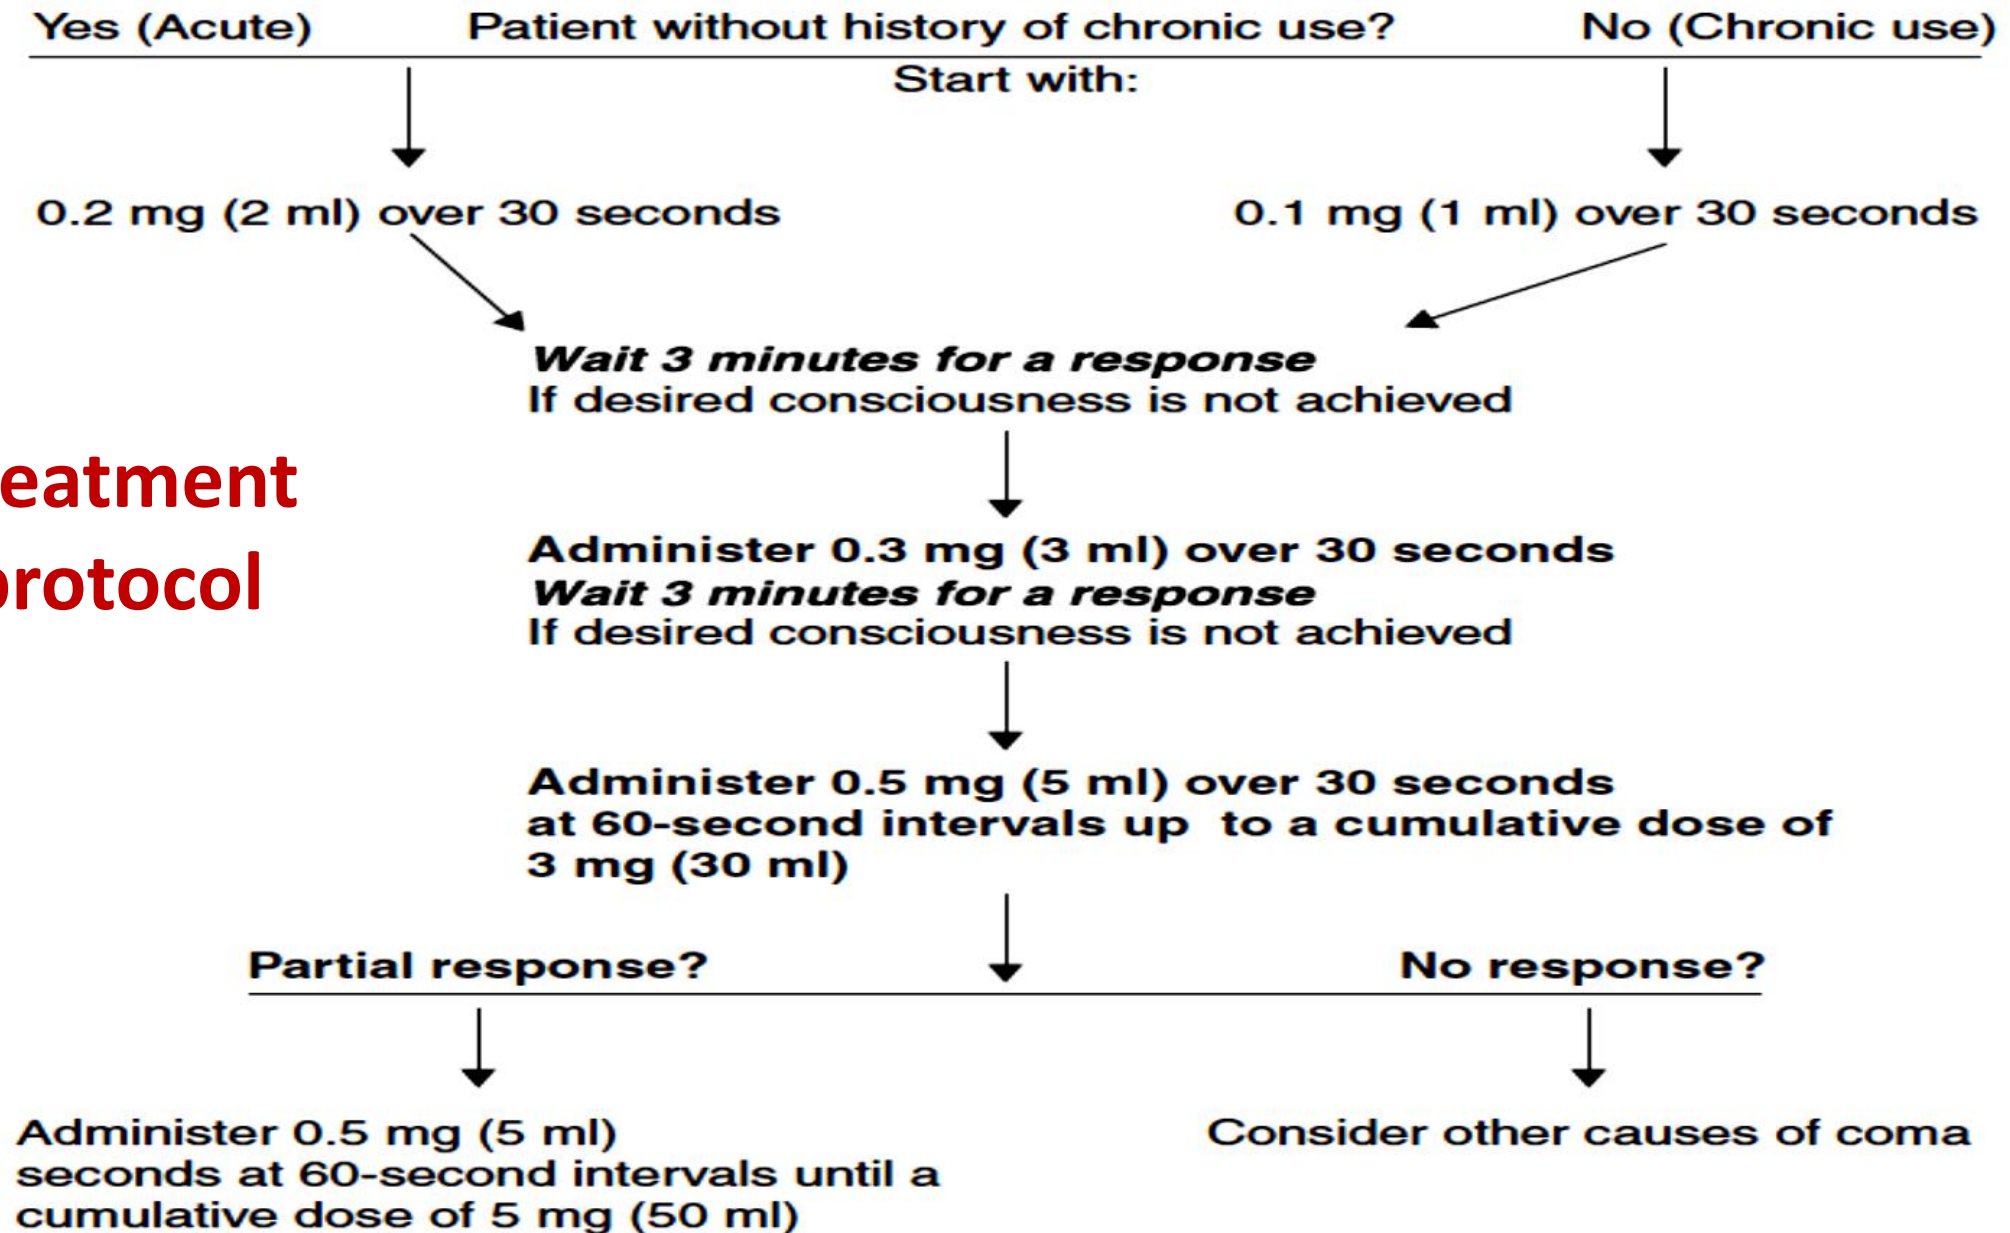 Yes (Acute) Patient without history of chronic use? No (Chronic use)
Start with:
0.2 mg (2 ml) over 30 seconds 0.1 mg (1 ml) over 30 seconds
Wait 3 minutes for a response
If desired consciousness is not achieved
eatment
protocol
Administer 0.3 mg (3 ml) over 30 seconds
Wait 3 minutes for a response
If desired consciousness is not achieved
Administer 0.5 mg (5 ml) over 30 seconds
at 60-second intervals up to a cumulative dose of
3 mg (30 ml)
Partial response? No response?
Administer 0.5 mg (5 ml)
seconds at 60-second intervals until a
cumulative dose of 5 mg (50 ml)
Consider other causes of coma